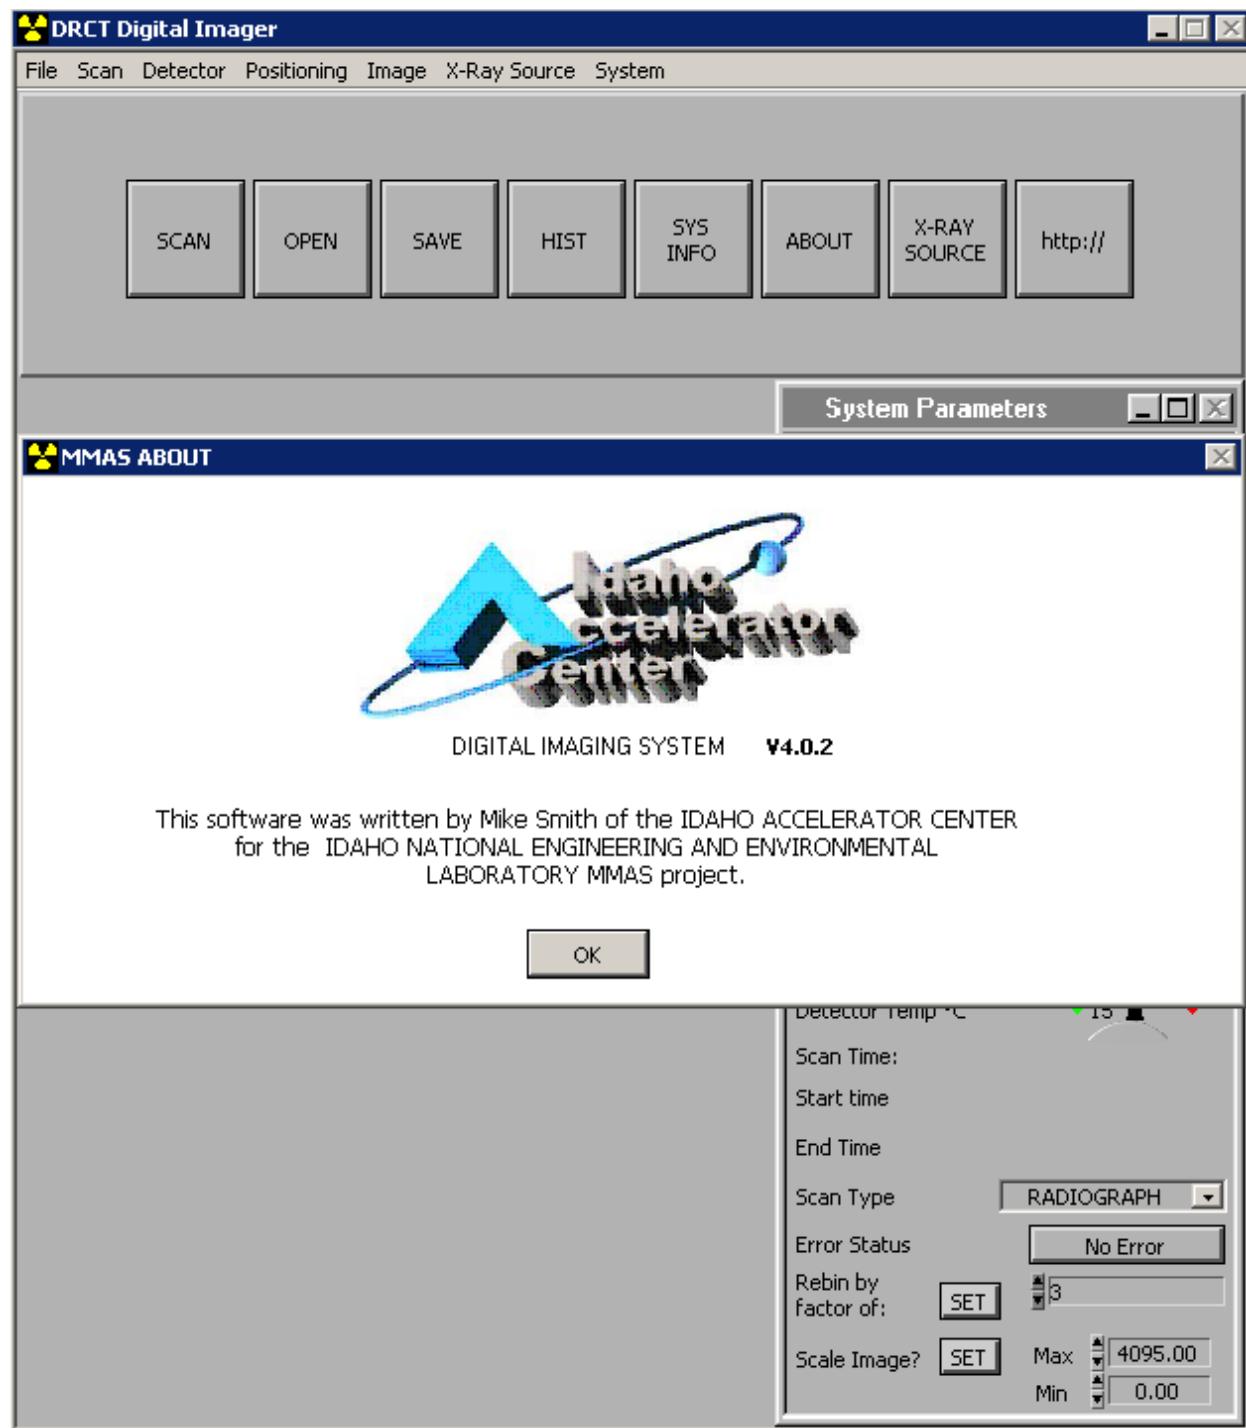 DRCT Digital Imager
File Scan Detector Positioning Image X-Ray Source System
SCAN
OPEN
SAVE
HIST
SYS
INFO
ABOUT
X-RAY
SOURCE
http://
System Parameters
MMAS ABOUT
Idaho
Accelerator
Center
DIGITAL IMAGING SYSTEM V4.0.2
This software was written by Mike Smith of the IDAHO ACCELERATOR CENTER
for the IDAHO NATIONAL ENGINEERING AND ENVIRONMENTAL
LABORATORY MMAS project.
OK
Detector Temp °C 15
Scan Time:
Start time
End Time
Scan Type RADIOGRAPH
Error Status No Error
Rebin by
factor of: SET 3
Scale Image? SET Max 4095.00
Min 0.00